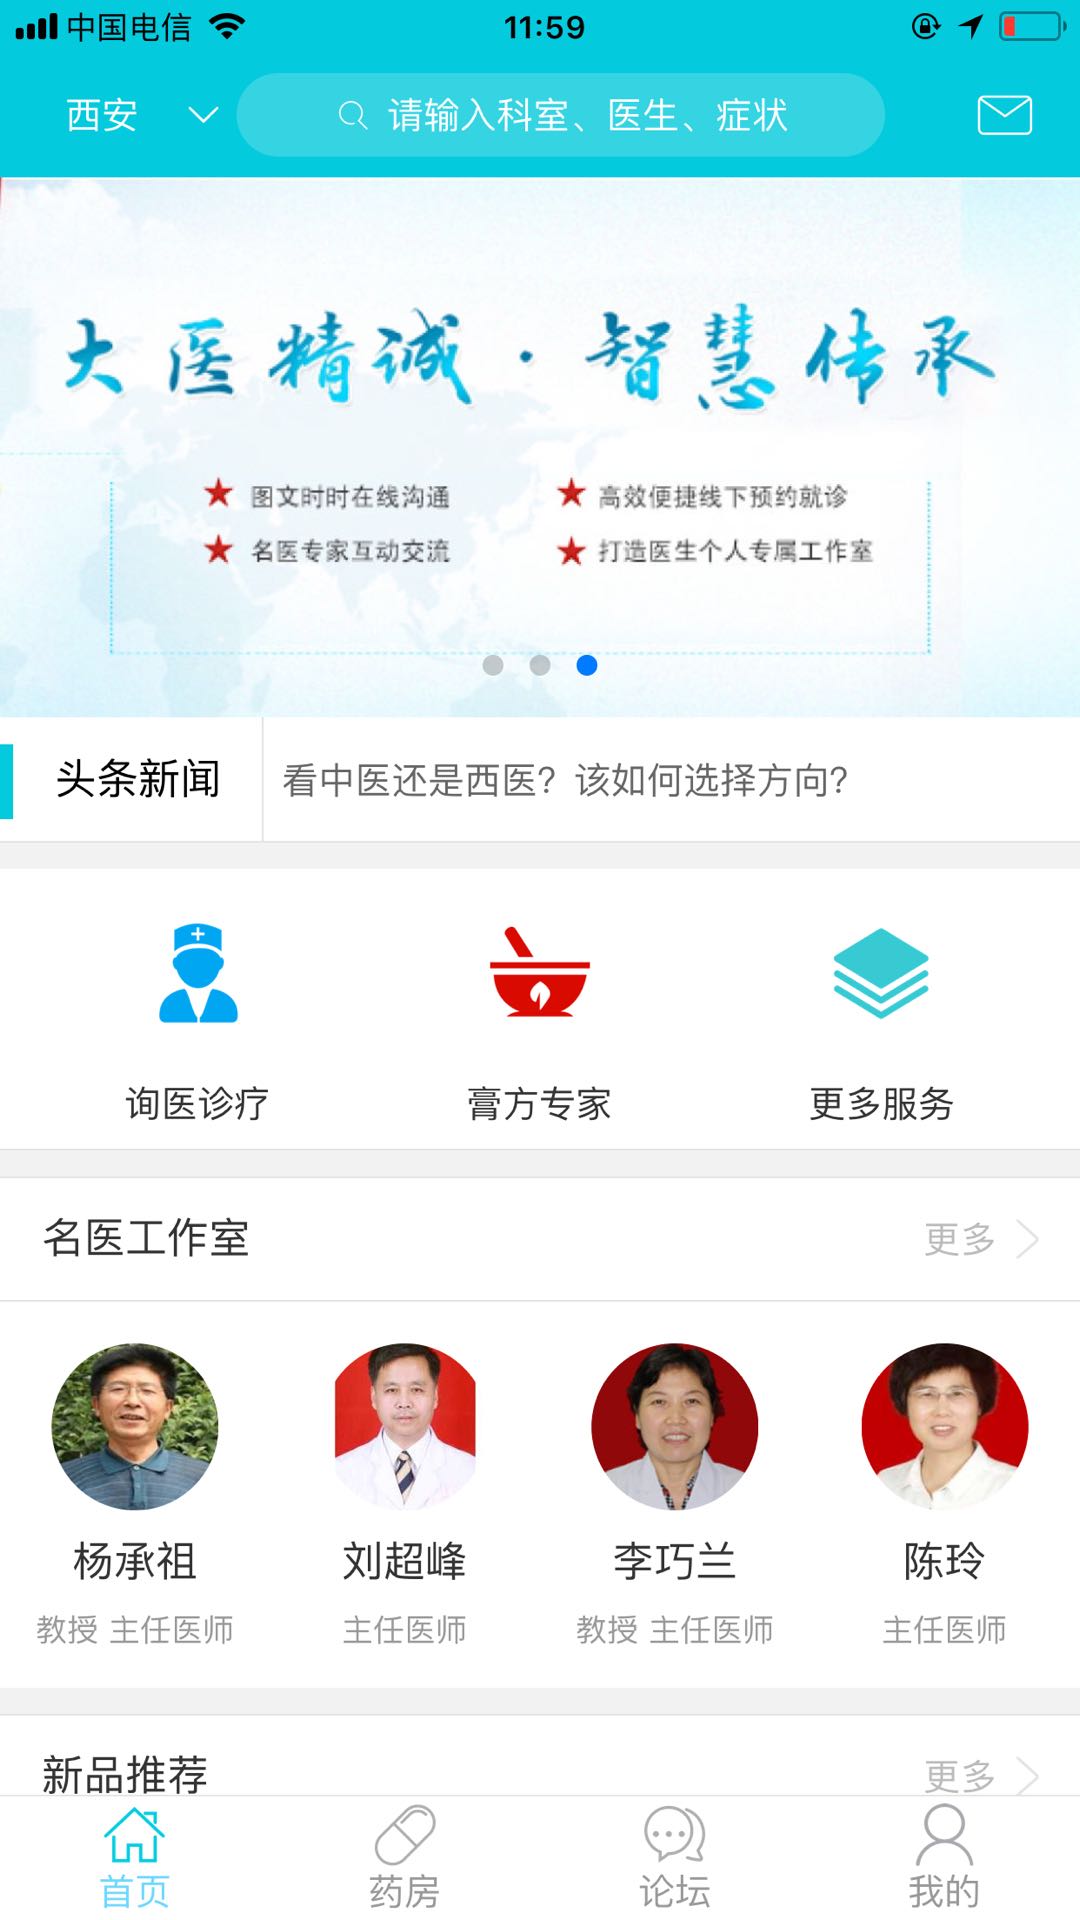 中国电信
11:59
西安
请输入科室、医生、症状
大医精诚·智慧传承
★ 图文时时在线沟通
★ 高效便捷线下预约就诊
★ 名医专家互动交流
★ 打造医生个人专属工作室
头条新闻
看中医还是西医？该如何选择方向？
询医诊疗
膏方专家
更多服务
名医工作室
更多
杨承祖
刘超峰
李巧兰
陈玲
教授 主任医师
主任医师
教授 主任医师
主任医师
新品推荐
更多
首页
药房
论坛
我的